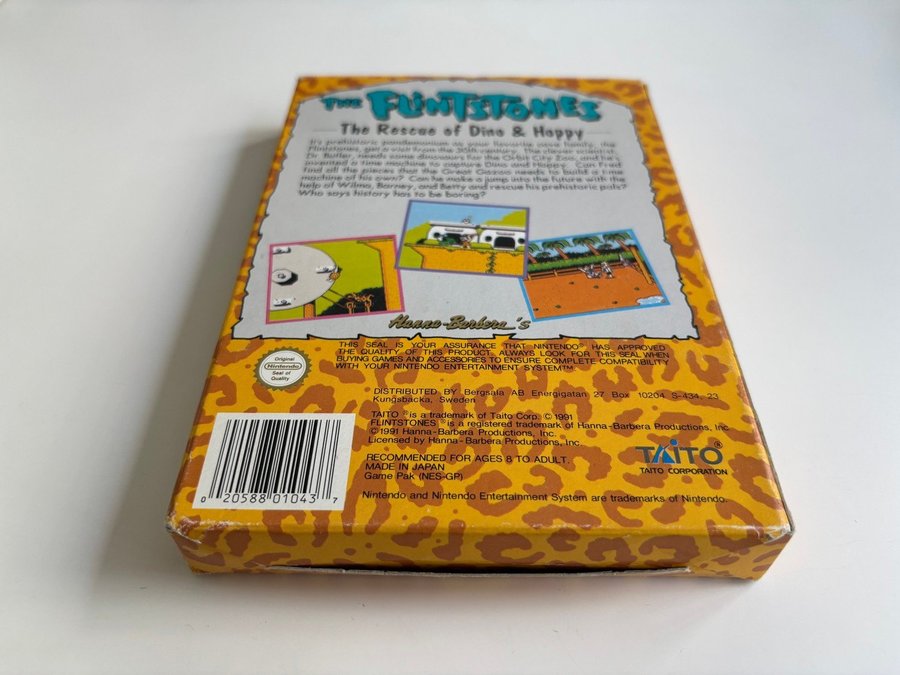 THE FLINTSTONES
The Rescue of Dino & Hoppy
It's prehistoric pandemonium as your favorite cave family, the
Flintstones, get a visit from the 30th century. The clever scientist,
Dr. Butler, needs some dinosaurs for the Orbit City Zoo, and he's
invented a time machine to capture Dino and Hoppy. Can Fred
find all the pieces that the Great Gazoo needs to build a time
machine of his own? Can he make a jump into the future with the
help of Wilma, Barney, and Betty and rescue his prehistoric pals?
Who says history has to be boring?
Hanna-Barbera's
THIS SEAL IS YOUR ASSURANCE THAT NINTENDO® HAS APPROVED
THE QUALITY OF THIS PRODUCT. ALWAYS LOOK FOR THIS SEAL WHEN
BUYING GAMES AND ACCESSORIES TO ENSURE COMPLETE COMPATIBILITY
WITH YOUR NINTENDO ENTERTAINMENT SYSTEM™.
Original
Nintendo
Seal of
Quality
DISTRIBUTED BY Bergsala AB Energigatan 27 Box 10204 S-434 23
Kungsbacka, Sweden
TAITO® is a trademark of Taito Corp. © 1991
FLINTSTONES® is a registered trademark of Hanna-Barbera Productions, Inc.
© 1991 Hanna-Barbera Productions, Inc.
Licensed by Hanna-Barbera Productions, Inc.
RECOMMENDED FOR AGES 8 TO ADULT.
MADE IN JAPAN
Game Pak (NES-GP)
TAITO®
TAITO CORPORATION
0 20588 01043 7
Nintendo and Nintendo Entertainment System are trademarks of Nintendo.